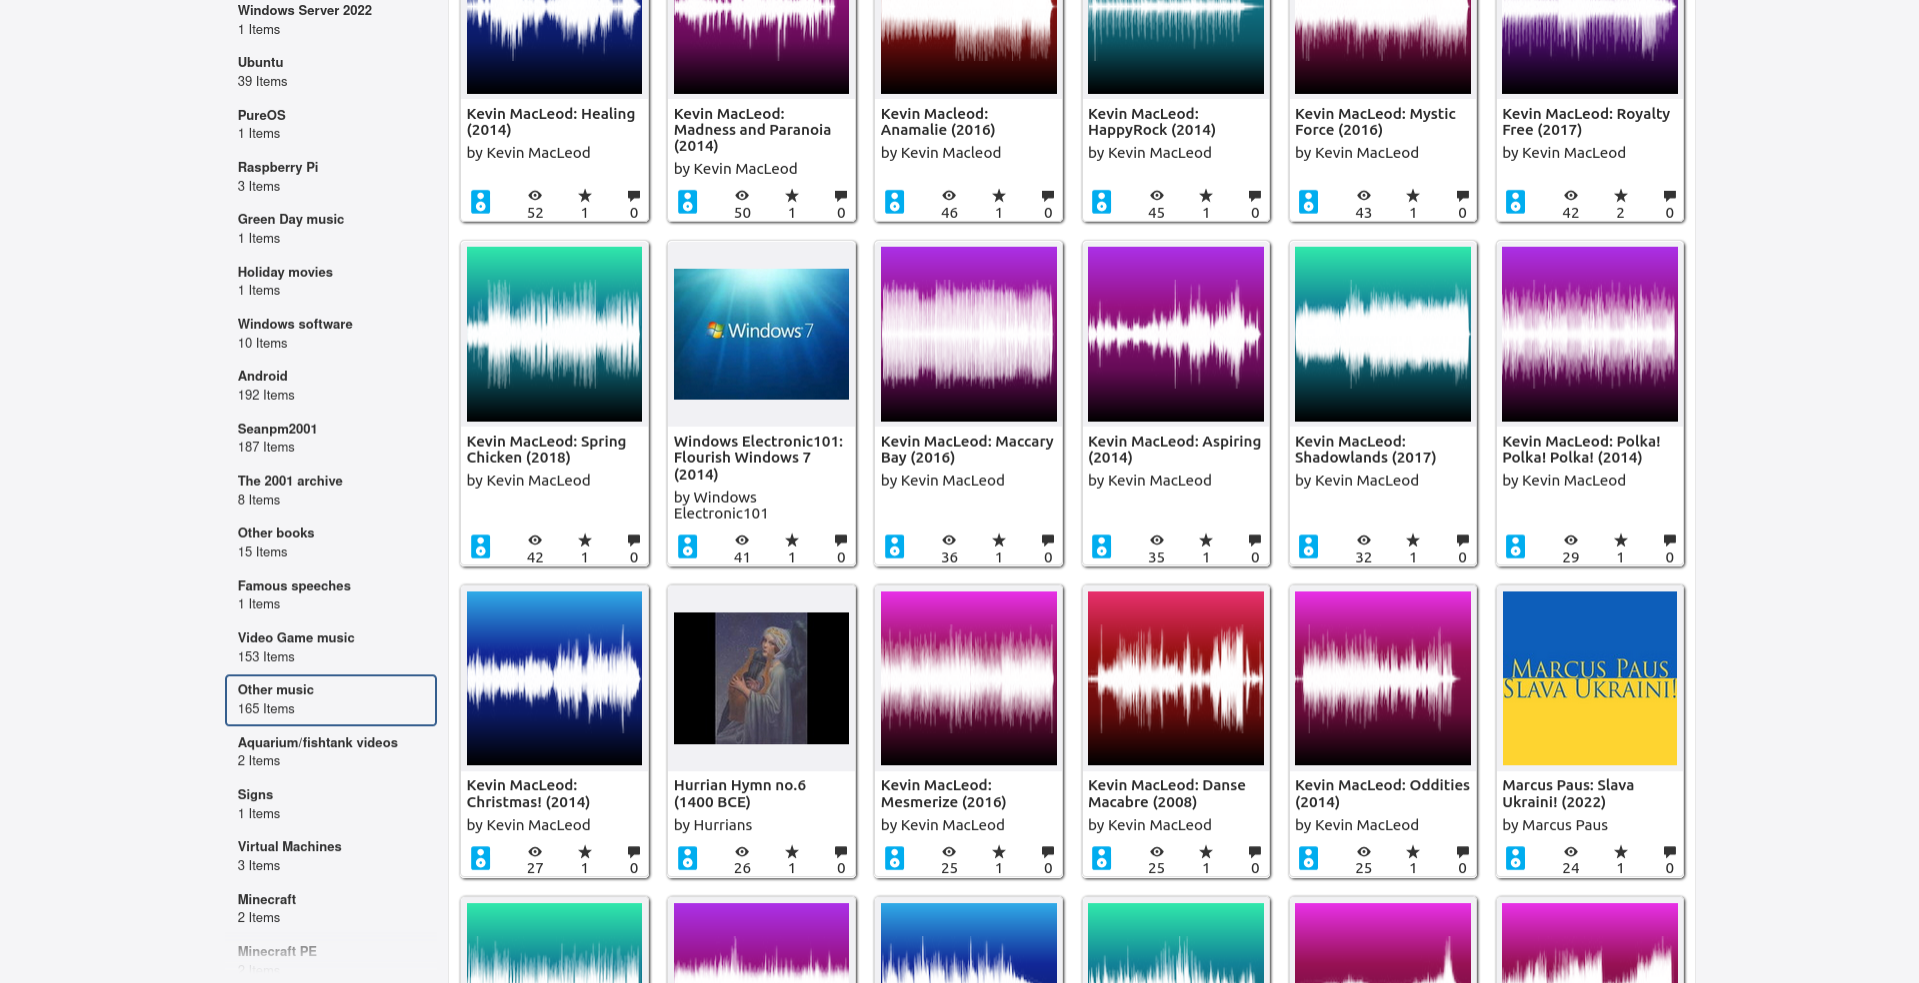 Windows Server 2022
1 Items
Ubuntu
39 Items
PureOS
1 Items
Raspberry Pi
3 Items
Green Day music
1 Items
Holiday movies
1 Items
Windows software
10 Items
Android
192 Items
Seanpm2001
187 Items
The 2001 archive
8 Items
Other books
15 Items
Famous speeches
1 Items
Video Game music
153 Items
Other music
165 Items
Aquarium/fishtank videos
2 Items
Signs
1 Items
Virtual Machines
3 Items
Minecraft
2 Items
Minecraft PE
Kevin MacLeod: Healing
(2014)
by Kevin MacLeod
52 1 0
Kevin MacLeod:
Madness and Paranoia
(2014)
by Kevin MacLeod
50 1 0
Kevin Macleod:
Anamalie (2016)
by Kevin Macleod
46 1 0
Kevin MacLeod:
HappyRock (2014)
by Kevin MacLeod
45 1 0
Kevin MacLeod: Mystic
Force (2016)
by Kevin MacLeod
43 1 0
Kevin MacLeod: Royalty
Free (2017)
by Kevin MacLeod
42 2 0
Kevin MacLeod: Spring
Chicken (2018)
by Kevin MacLeod
42 1 0
Windows 7
Windows Electronic101:
Flourish Windows 7
(2014)
by Windows
Electronic101
41 1 0
Kevin MacLeod: Maccary
Bay (2016)
by Kevin MacLeod
36 1 0
Kevin MacLeod: Aspiring
(2014)
by Kevin MacLeod
35 1 0
Kevin MacLeod:
Shadowlands (2017)
by Kevin MacLeod
32 1 0
Kevin MacLeod: Polka!
Polka! Polka! (2014)
by Kevin MacLeod
29 1 0
Kevin MacLeod:
Christmas! (2014)
by Kevin MacLeod
27 1 0
Hurrian Hymn no.6
(1400 BCE)
by Hurrians
26 1 0
Kevin MacLeod:
Mesmerize (2016)
by Kevin MacLeod
25 1 0
Kevin MacLeod: Danse
Macabre (2008)
by Kevin MacLeod
25 1 0
Kevin MacLeod: Oddities
(2014)
by Kevin MacLeod
25 1 0
Marcus Paus
Slava Ukraini!
Marcus Paus: Slava
Ukraini! (2022)
by Marcus Paus
24 1 0